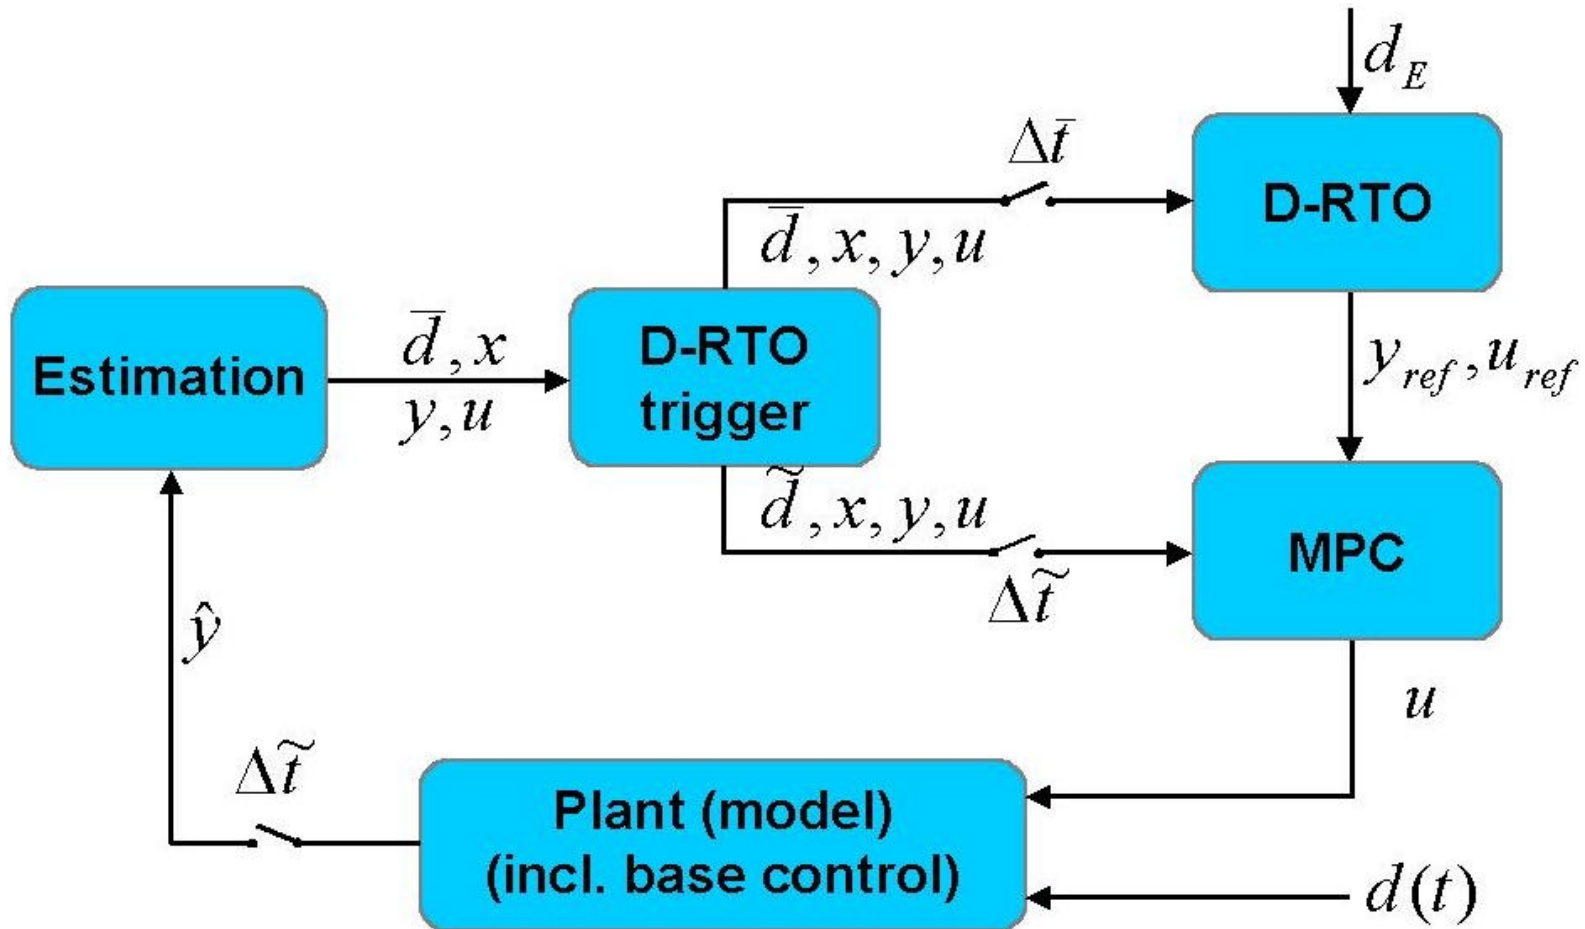 d_E
Δt̄
D-RTO
d̄, x, y, u
Estimation
d̄, x
y, u
D-RTO
trigger
y_ref, u_ref
d̃, x, y, u
MPC
Δt̃
ŷ
u
Δt̃
Plant (model)
(incl. base control)
d(t)